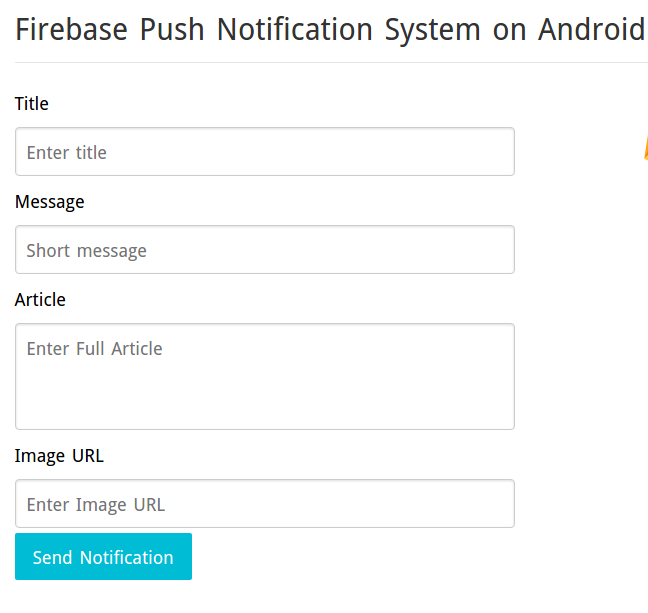 Firebase Push Notification System on Android
Title
Enter title
Message
Short message
Article
Enter Full Article
Image URL
Enter Image URL
Send Notification